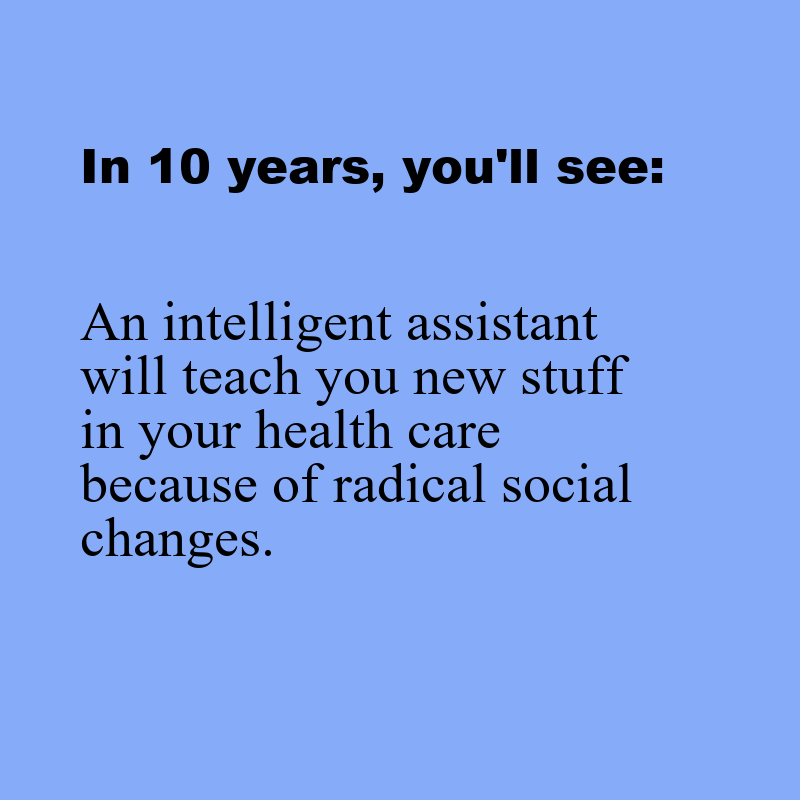 In 10 years, you'll see:
An intelligent assistant
will teach you new stuff
in your health care
because of radical social
changes.